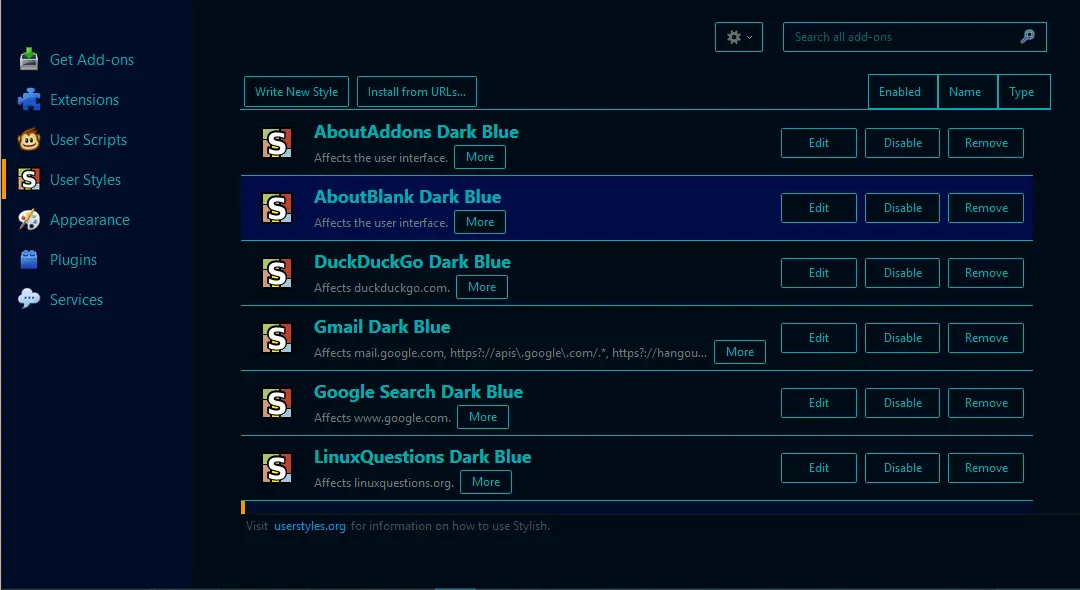 Get Add-ons
Extensions
User Scripts
User Styles
Appearance
Plugins
Services
Search all add-ons
Write New Style Install from URLs... Enabled Name Type
AboutAddons Dark Blue
Affects the user interface. More Edit Disable Remove
AboutBlank Dark Blue
Affects the user interface. More Edit Disable Remove
DuckDuckGo Dark Blue
Affects duckduckgo.com. More Edit Disable Remove
Gmail Dark Blue
Affects mail.google.com, https?://apis\.google\.com/.*, https?://hangou... More Edit Disable Remove
Google Search Dark Blue
Affects www.google.com. More Edit Disable Remove
LinuxQuestions Dark Blue
Affects linuxquestions.org. More Edit Disable Remove
Visit userstyles.org for information on how to use Stylish.